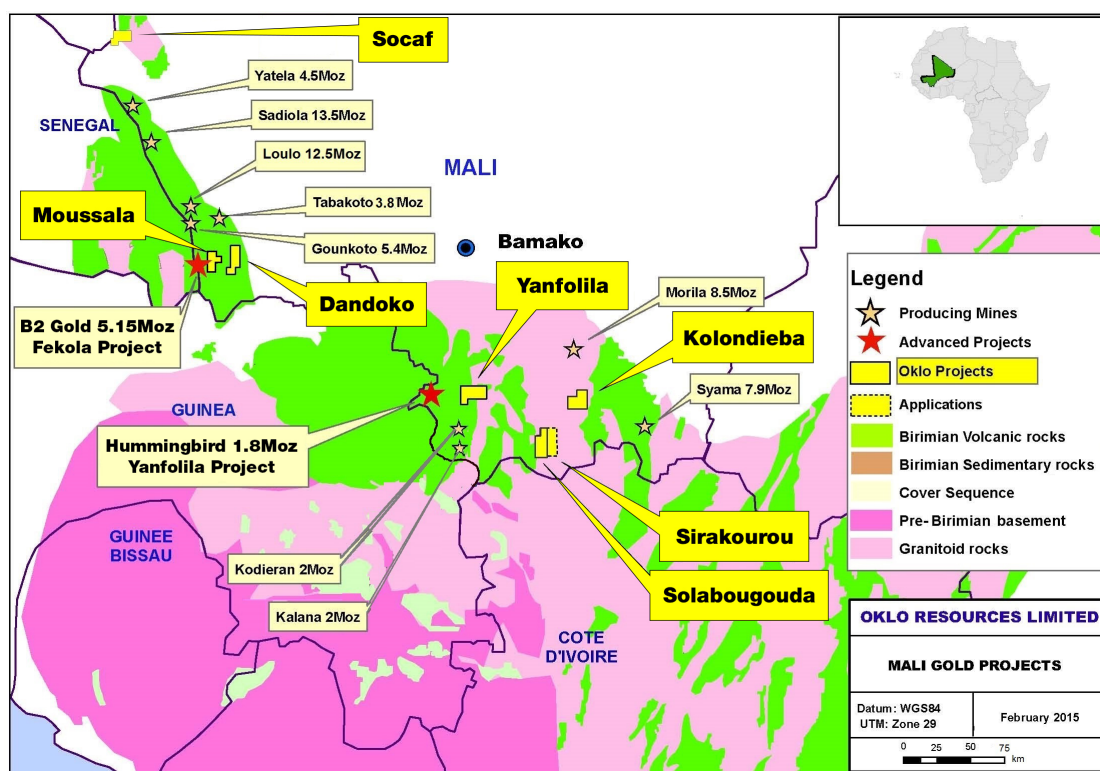 Socaf
Yatela 4.5Moz
SENEGAL
Sadiola 13.5Moz
Loulo 12.5Moz
MALI
Moussala
Tabakoto 3.8 Moz
Gounkoto 5.4Moz
Bamako
Dandoko
Yanfolila
Morila 8.5Moz
B2 Gold 5.15Moz
Fekola Project
Kolondieba
Syama 7.9Moz
GUINEA
Hummingbird 1.8Moz
Yanfolila Project
GUINEE
BISSAU
Sirakourou
Kodieran 2Moz
Solabougouda
Kalana 2Moz
COTE
D'IVOIRE
Legend
Producing Mines
Advanced Projects
Oklo Projects
Applications
Birimian Volcanic rocks
Birimian Sedimentary rocks
Cover Sequence
Pre-Birimian basement
Granitoid rocks
OKLO RESOURCES LIMITED
MALI GOLD PROJECTS
Datum: WGS84
UTM: Zone 29
February 2015
0 25 50 75
km